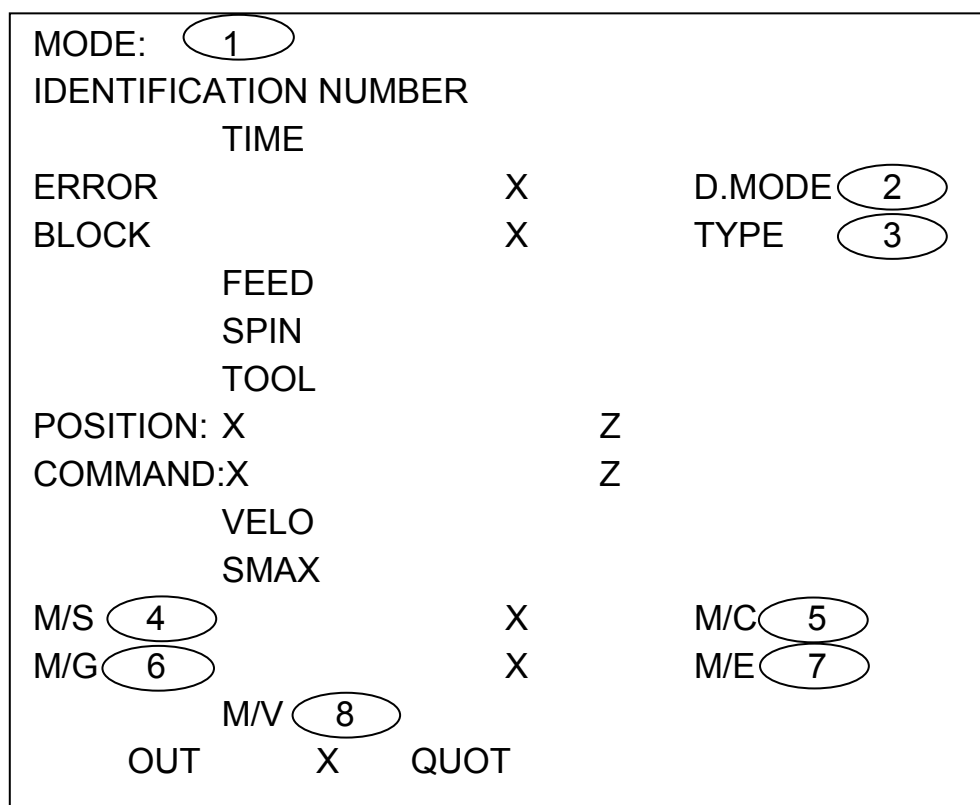 MODE: 1
IDENTIFICATION NUMBER
TIME
ERROR X D.MODE 2
BLOCK X TYPE 3
FEED
SPIN
TOOL
POSITION: X Z
COMMAND:X Z
VELO
SMAX
M/S 4 X M/C 5
M/G 6 X M/E 7
M/V 8
OUT X QUOT